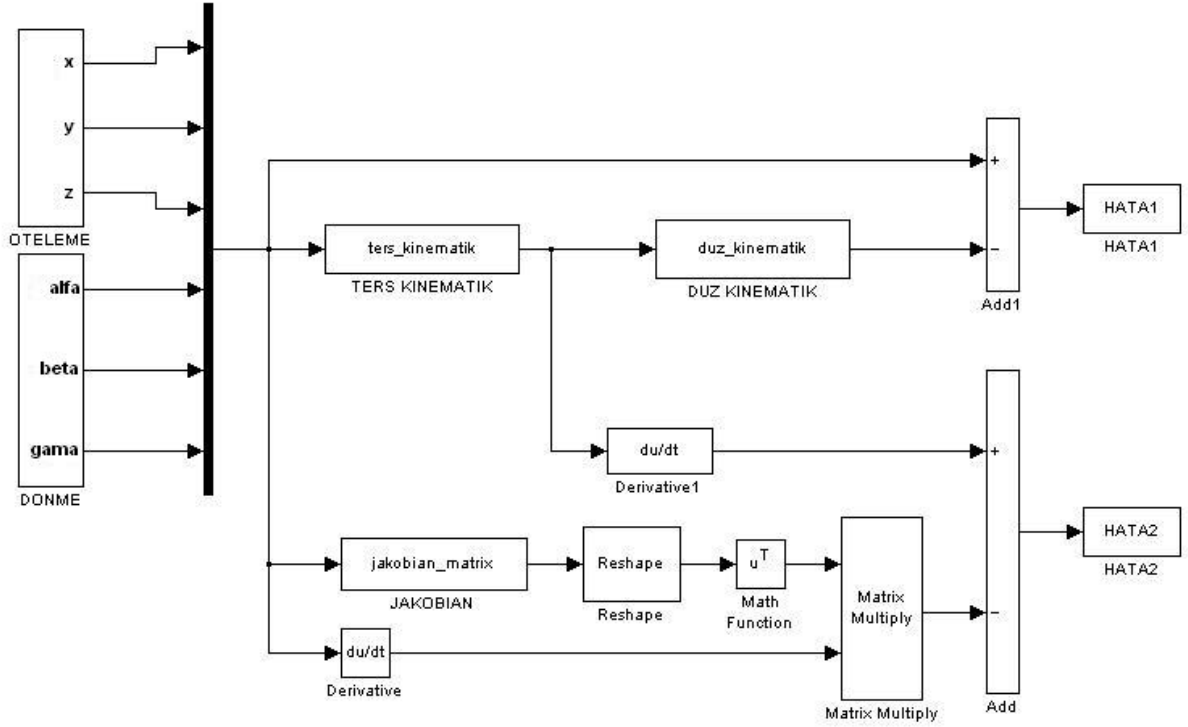 x
y
z
OTELEME
alfa
beta
gama
DONME
ters_kinematik
TERS KINEMATIK
duz_kinematik
DUZ KINEMATIK
+
−
Add1
HATA1
HATA1
du/dt
Derivative1
jakobian_matrix
JAKOBIAN
Reshape
Reshape
uT
Math
Function
du/dt
Derivative
Matrix
Multiply
Matrix Multiply
+
−
Add
HATA2
HATA2